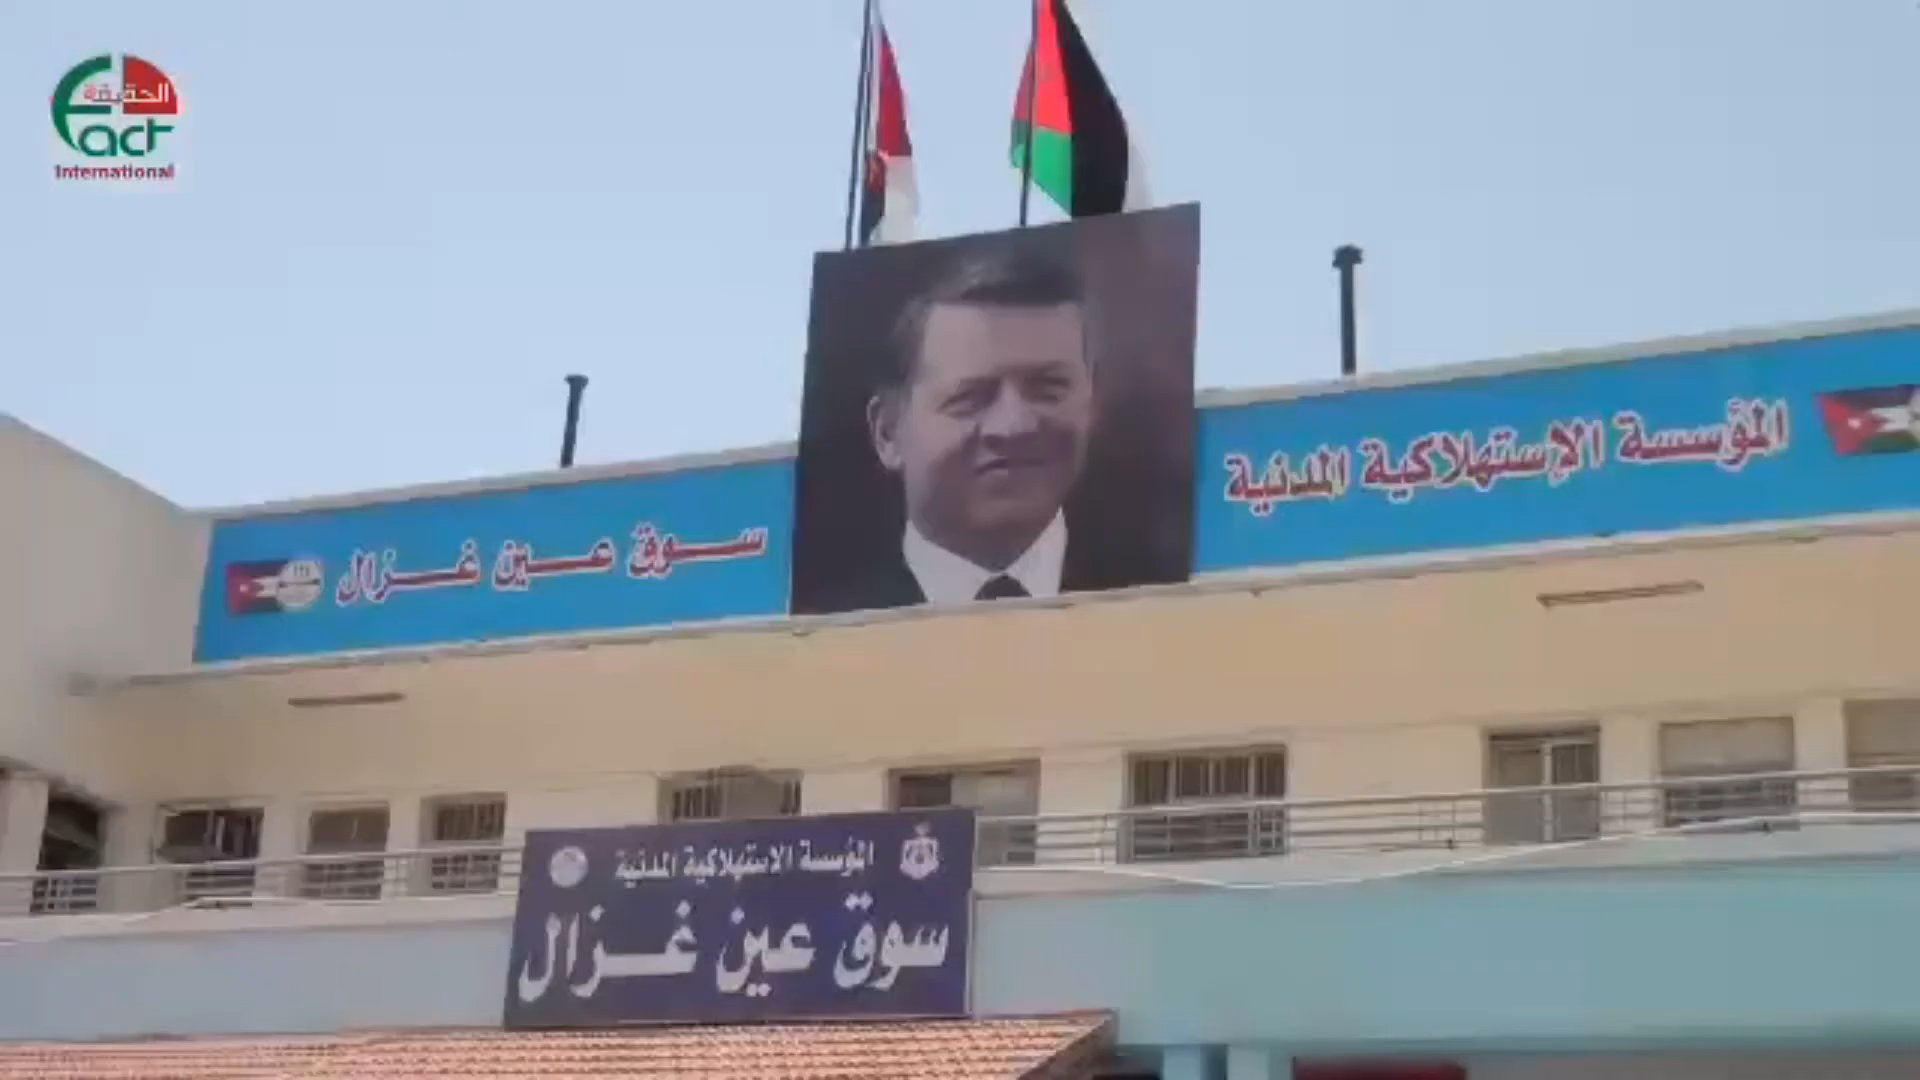 الحقيقة
Fact
International
المؤسسة الإستهلاكية المدنية
سوق عين غزال
المؤسسة الاستهلاكية المدنية
سوق عين غزال